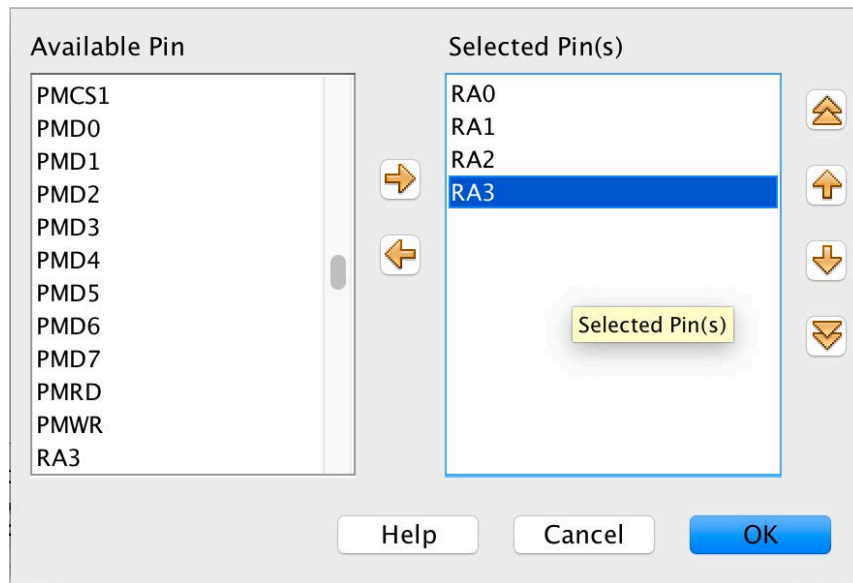 Available Pin
PMCS1
PMD0
PMD1
PMD2
PMD3
PMD4
PMD5
PMD6
PMD7
PMRD
PMWR
RA3
Selected Pin(s)
RA0
RA1
RA2
RA3
Selected Pin(s)
Help
Cancel
OK